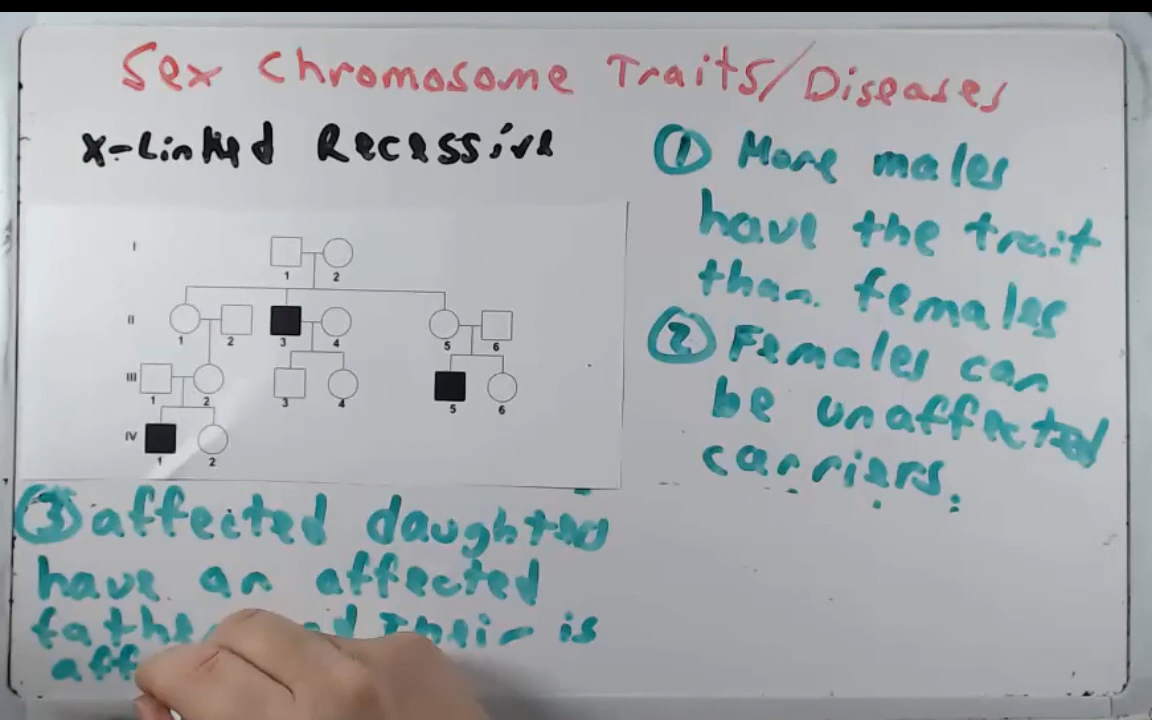 Sex Chromosome Traits/Diseases
X-Linked Recessive
① More males
have the trait
than females
② Females can
be unaffected
carriers.
I
1 2
II
1 2 3 4 5 6
III
1 2 3 4 5 6
IV
1 2
③ affected daughters
have an affected
their is